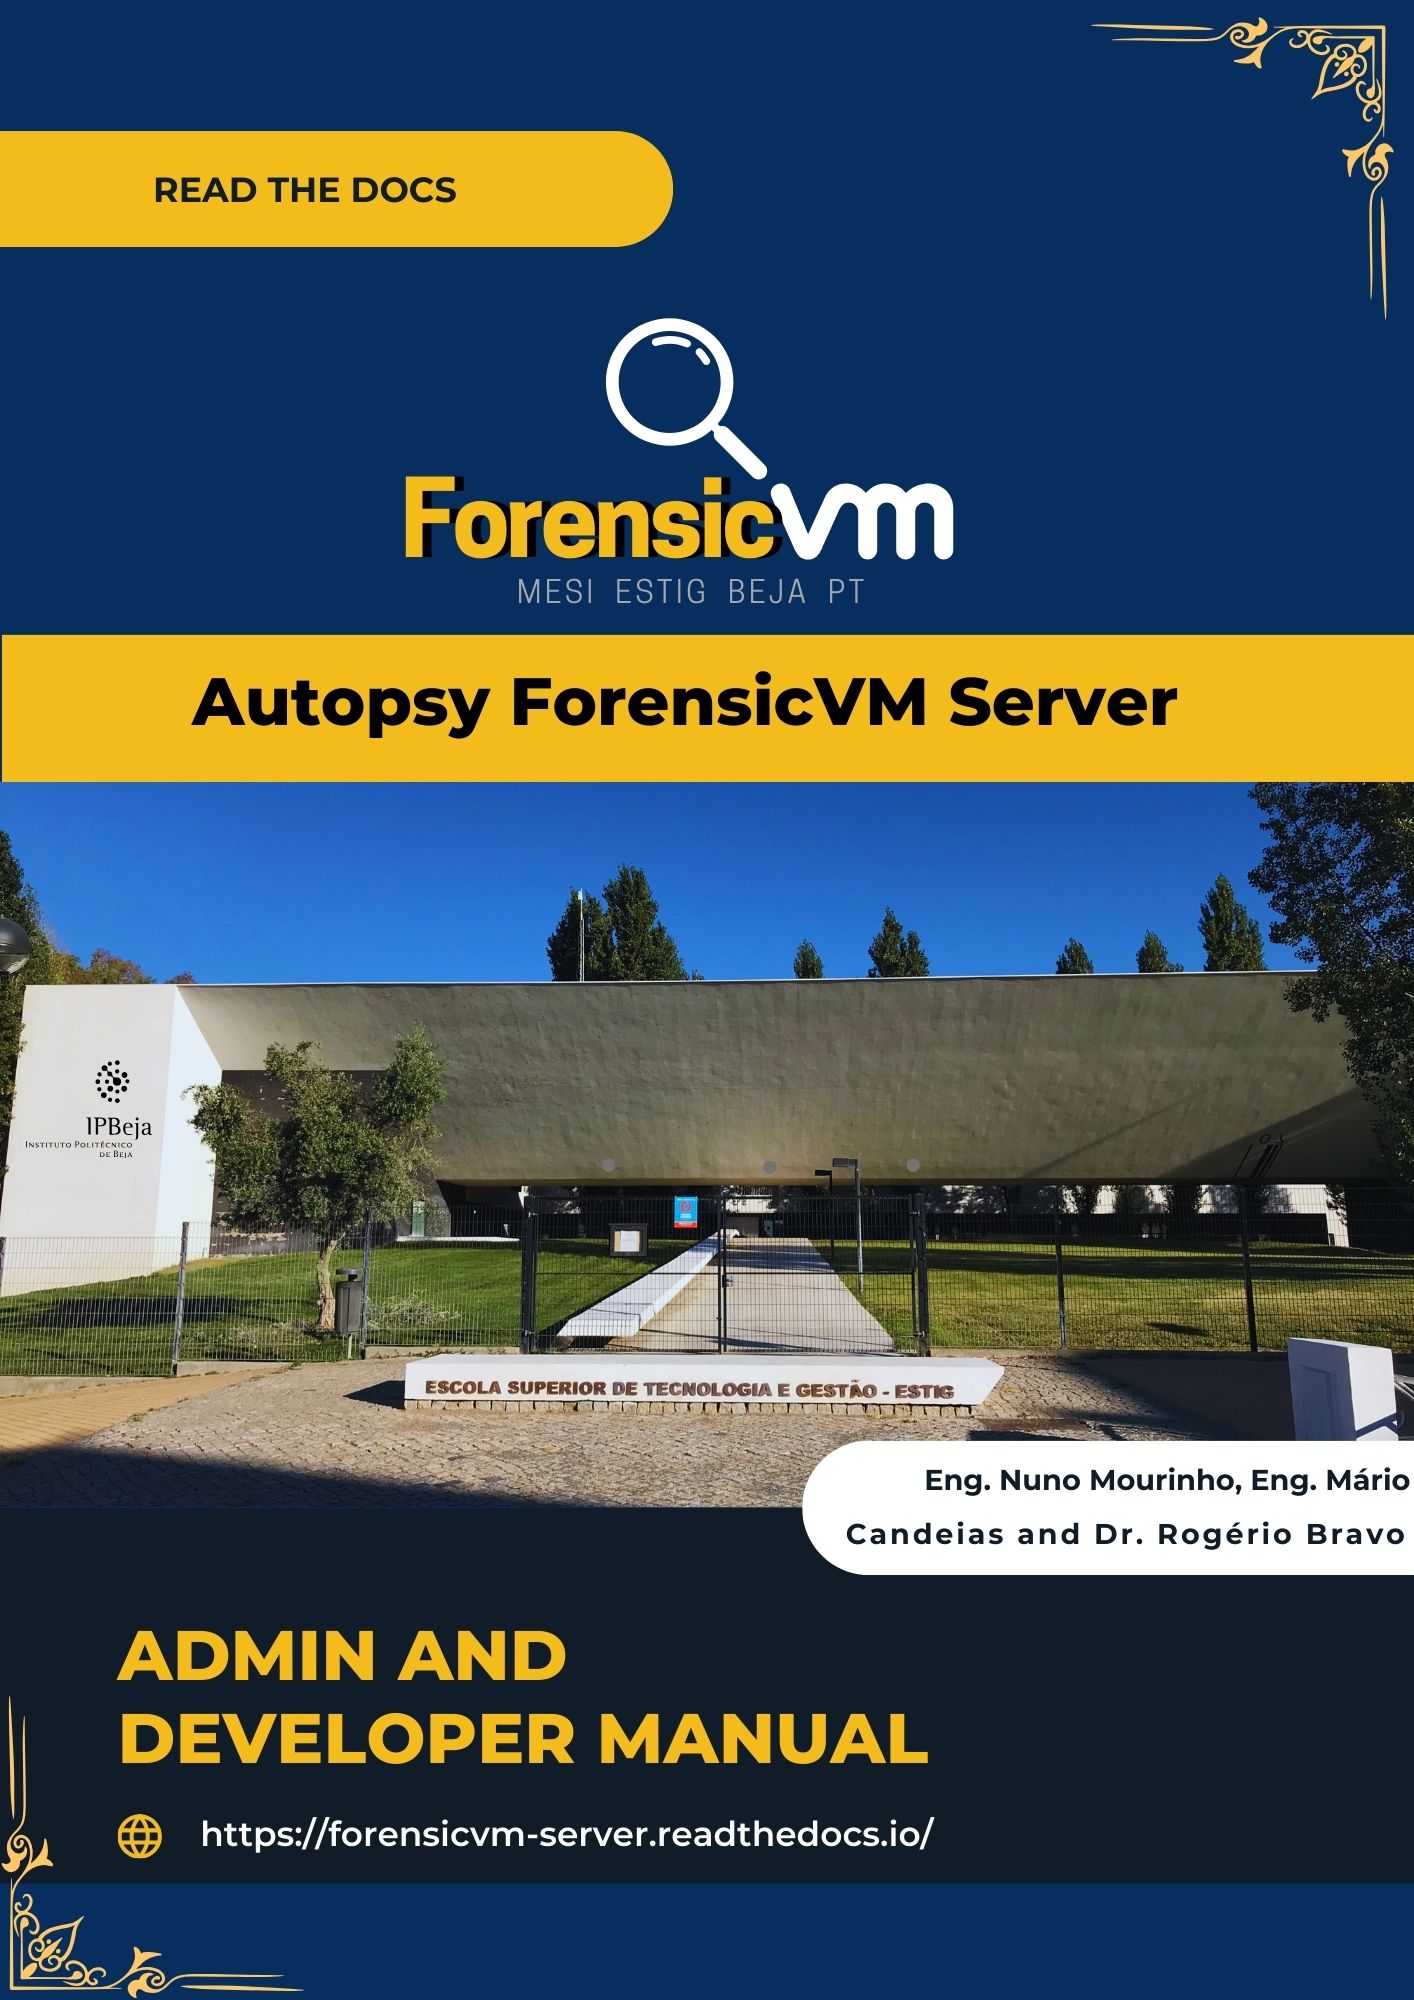 READ THE DOCS
Forensicvm
MESI ESTIG BEJA PT
Autopsy ForensicVM Server
IPBeja
INSTITUTO POLITÉCNICO
DE BEJA
ESCOLA SUPERIOR DE TECNOLOGIA E GESTÃO - ESTIG
Eng. Nuno Mourinho, Eng. Mário
Candeias and Dr. Rogério Bravo
ADMIN AND
DEVELOPER MANUAL
https://forensicvm-server.readthedocs.io/